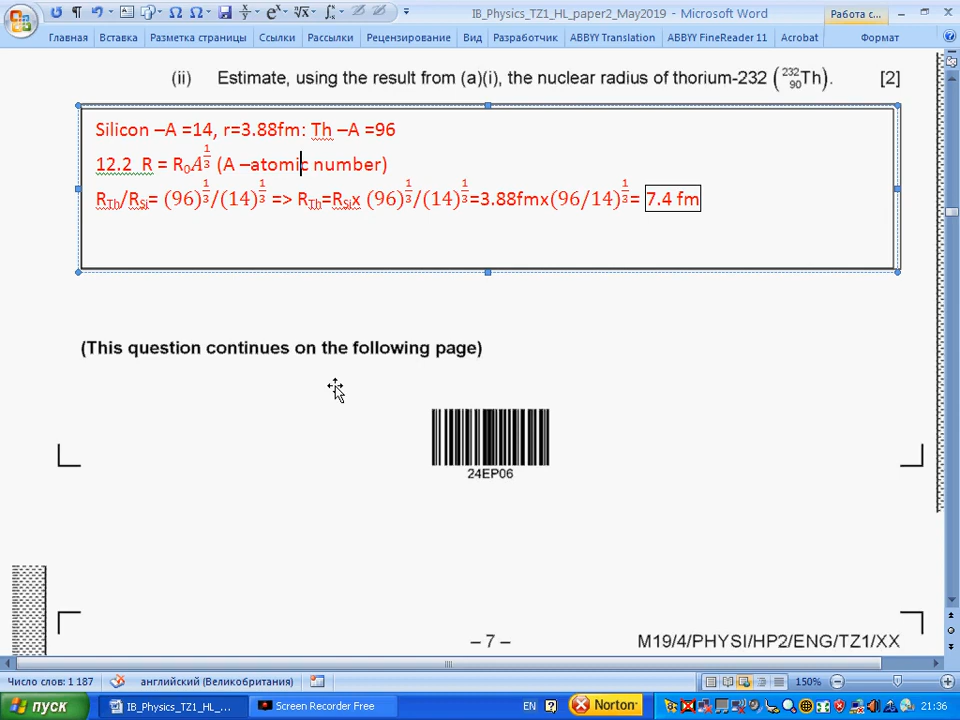 IB_Physics_TZ1_HL_paper2_May2019 - Microsoft Word
Работа с...
Главная Вставка Разметка страницы Ссылки Рассылки Рецензирование Вид Разработчик ABBYY Translation ABBYY FineReader 11 Acrobat Формат
(ii) Estimate, using the result from (a)(i), the nuclear radius of thorium-232 (²³²₉₀Th). [2]
Silicon –A =14, r=3.88fm: Th –A =96
12.2 R = R₀A^(1/3) (A –atomic number)
R_Th/R_Si= (96)^(1/3)/(14)^(1/3) => R_Th=R_Six (96)^(1/3)/(14)^(1/3)=3.88fmx(96/14)^(1/3)= 7.4 fm
(This question continues on the following page)
24EP06
– 7 – M19/4/PHYSI/HP2/ENG/TZ1/XX
Число слов: 1 187 английский (Великобритания) 150%
пуск IB_Physics_TZ1_HL_... Screen Recorder Free EN Norton 21:36